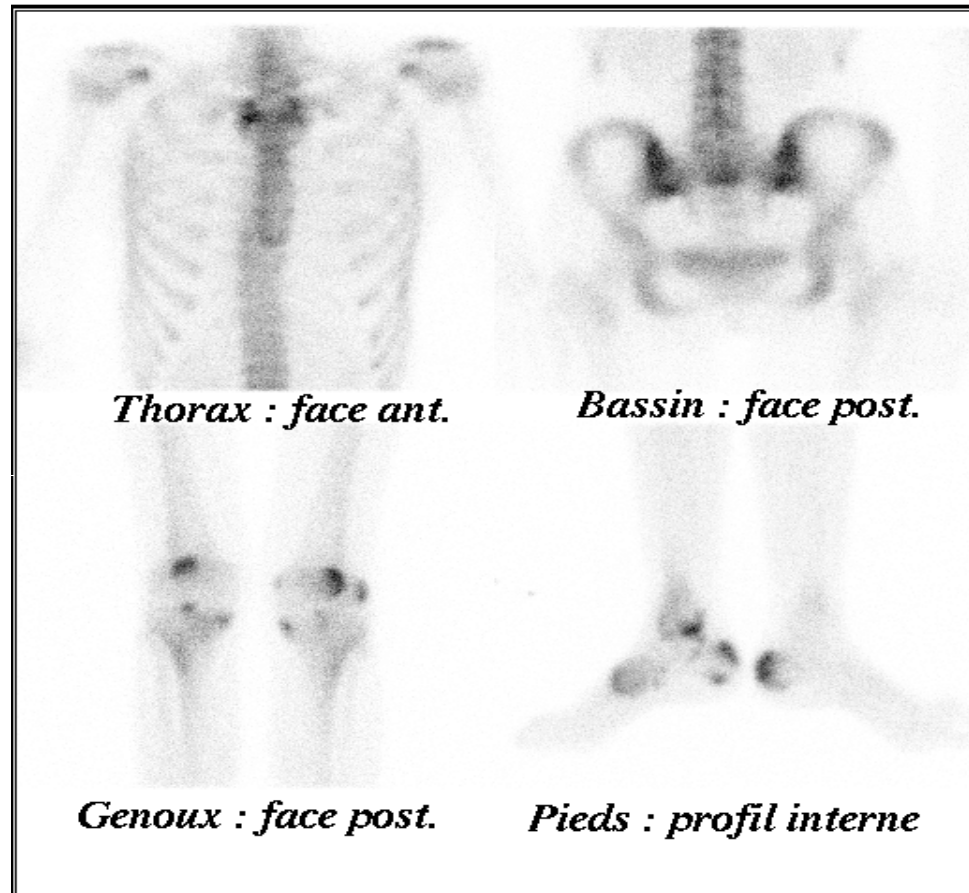 Thorax : face ant.
Bassin : face post.
Genoux : face post.
Pieds : profil interne